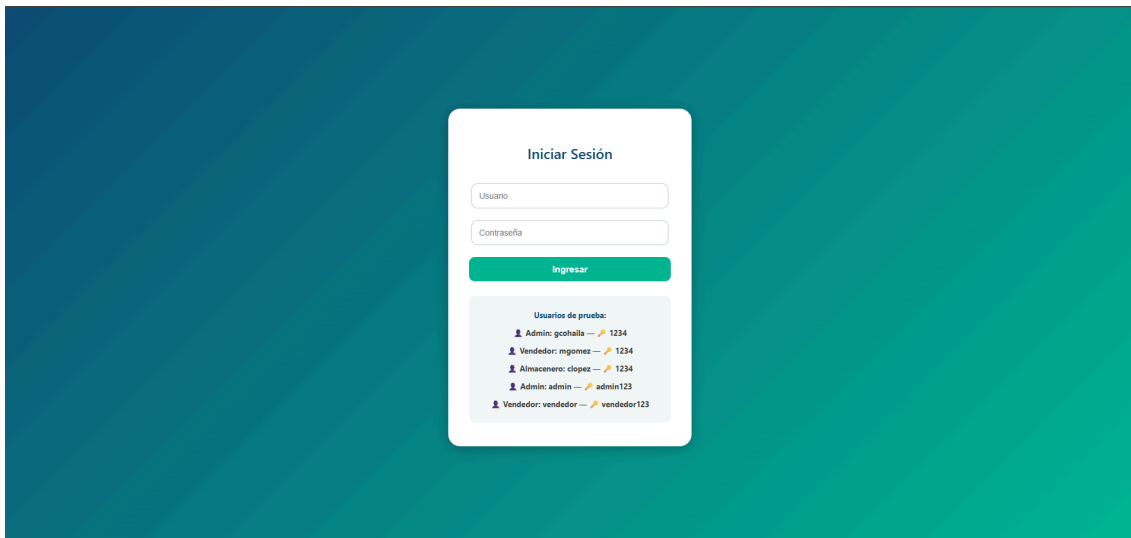 Iniciar Sesión
Usuario
Contraseña
Ingresar
Usuarios de prueba:
👤 Admin: gcohaila — 🔑 1234
👤 Vendedor: mgomez — 🔑 1234
👤 Almacenero: clopez — 🔑 1234
👤 Admin: admin — 🔑 admin123
👤 Vendedor: vendedor — 🔑 vendedor123